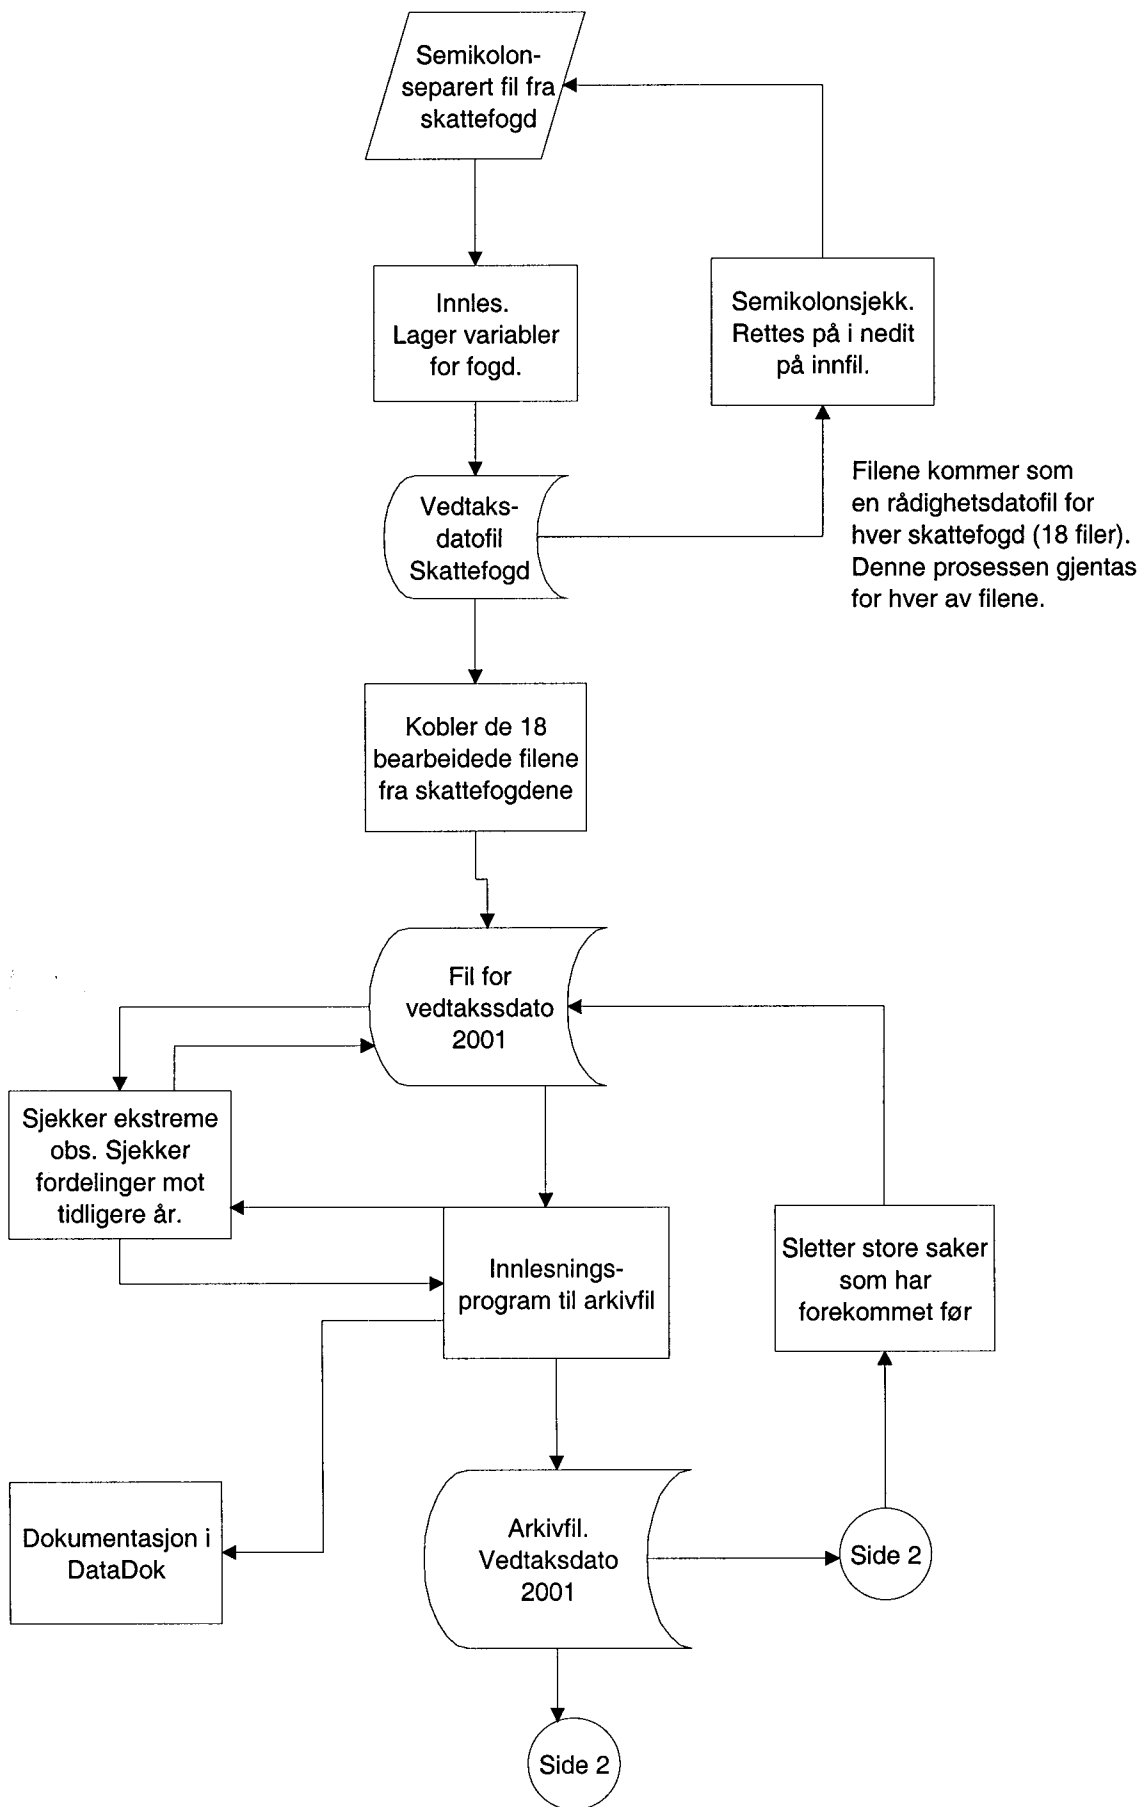 Semikolon-
separert fil fra
skattefogd
Innles.
Lager variabler
for fogd.
Semikolonsjekk.
Rettes på i nedit
på innfil.
Vedtaks-
datofil
Skattefogd
Filene kommer som
en rådighetsdatofil for
hver skattefogd (18 filer).
Denne prosessen gjentas
for hver av filene.
Kobler de 18
bearbeidede filene
fra skattefogdene
Fil for
vedtakssdato
2001
Sjekker ekstreme
obs. Sjekker
fordelinger mot
tidligere år.
Innlesnings-
program til arkivfil
Sletter store saker
som har
forekommet før
Dokumentasjon i
DataDok
Arkivfil.
Vedtaksdato
2001
Side 2
Side 2